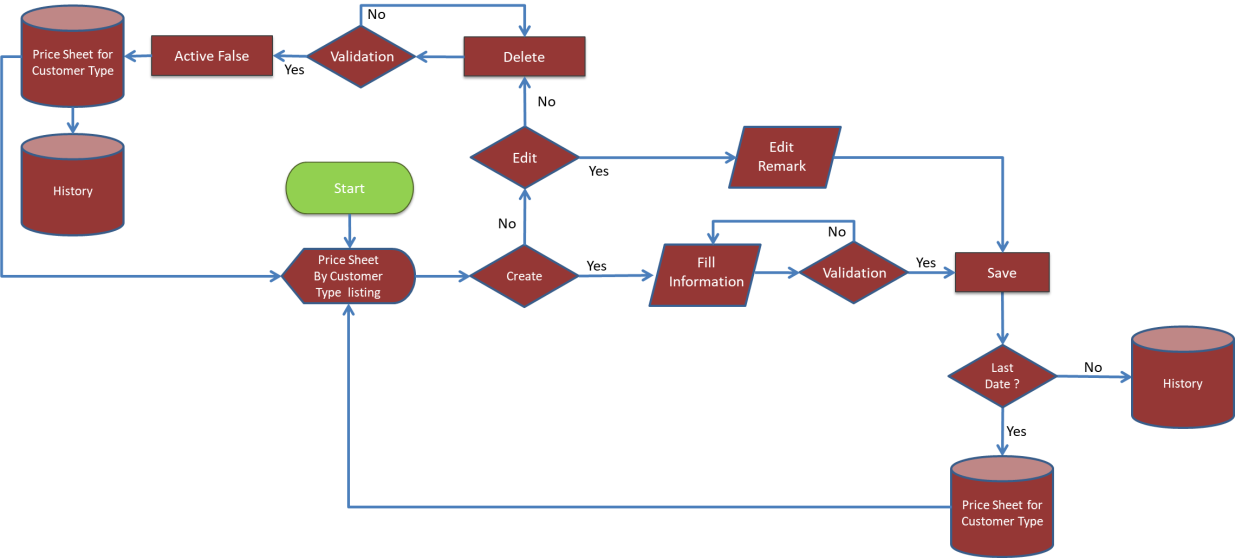 No
Price Sheet for
Customer Type
Active False
Validation
Delete
Yes
No
Edit
Yes
Edit
Remark
History
Start
No
Price Sheet
By Customer
Type listing
Create
Yes
Fill
Information
No
Validation
Yes
Save
Last
Date ?
No
History
Yes
Price Sheet for
Customer Type